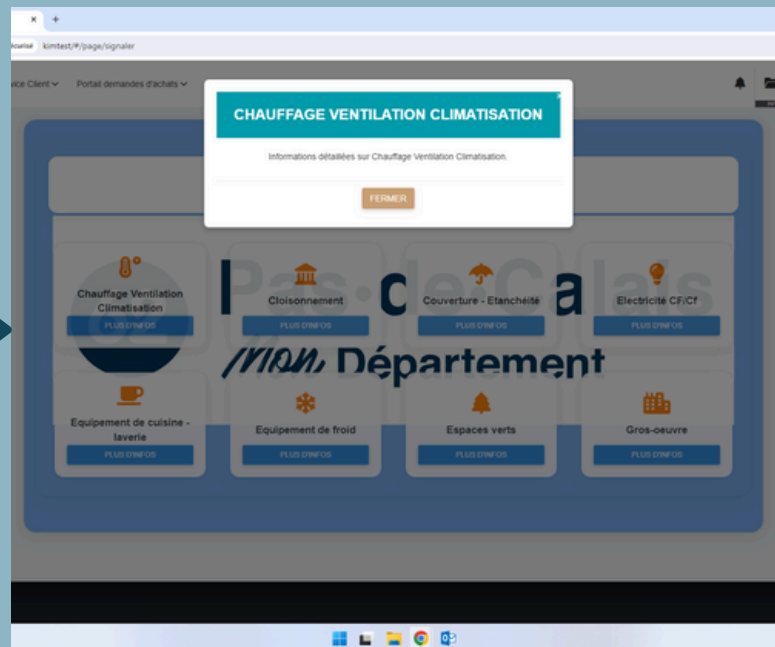 kimtest/#/page/signaler
Portail demandes d'achats
CHAUFFAGE VENTILATION CLIMATISATION
Informations détaillées sur Chauffage Ventilation Climatisation.
FERMER
Pas-de-Calais
Mon Département
Chauffage Ventilation
Climatisation
PLUS D'INFOS
Cloisonnement
PLUS D'INFOS
Couverture - Etanchéité
PLUS D'INFOS
Electricité CF/Cf
PLUS D'INFOS
Equipement de cuisine -
laverie
PLUS D'INFOS
Equipement de froid
PLUS D'INFOS
Espaces verts
PLUS D'INFOS
Gros-oeuvre
PLUS D'INFOS